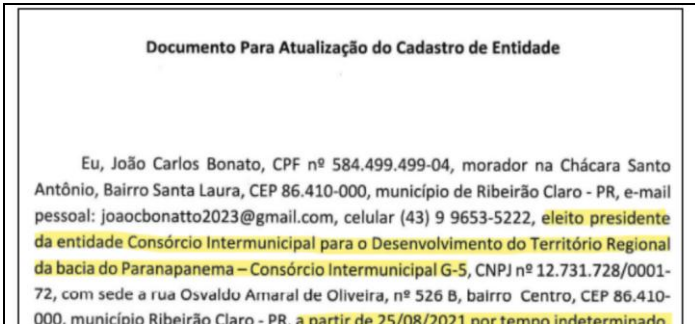 Documento Para Atualização do Cadastro de Entidade
Eu, João Carlos Bonato, CPF nº 584.499.499-04, morador na Chácara Santo
Antônio, Bairro Santa Laura, CEP 86.410-000, município de Ribeirão Claro - PR, e-mail
pessoal: joaocbonatto2023@gmail.com, celular (43) 9 9653-5222, eleito presidente
da entidade Consórcio Intermunicipal para o Desenvolvimento do Território Regional
da bacia do Paranapanema – Consórcio Intermunicipal G-5, CNPJ nº 12.731.728/0001-
72, com sede a rua Osvaldo Amaral de Oliveira, nº 526 B, bairro Centro, CEP 86.410-
000, município Ribeirão Claro - PR, a partir de 25/08/2021 por tempo indeterminado,